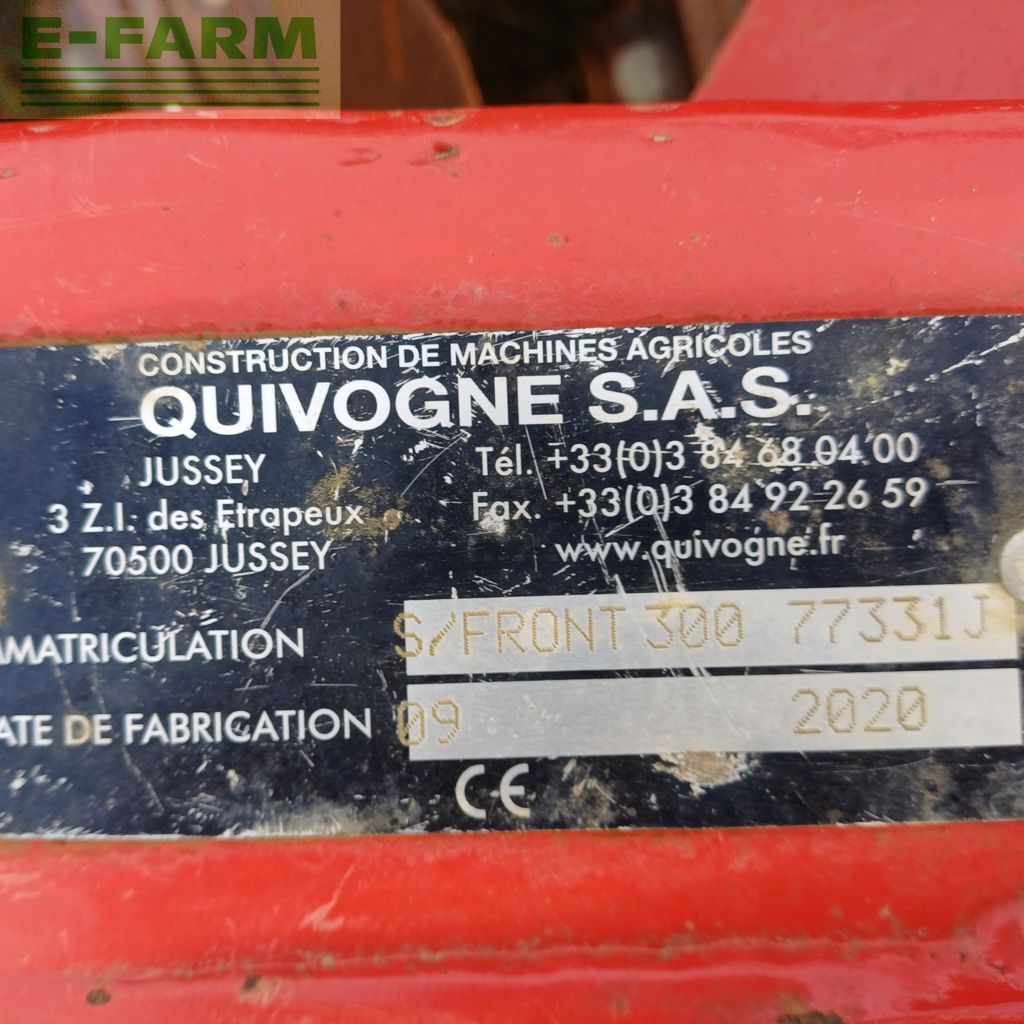 E-FARM
CONSTRUCTION DE MACHINES AGRICOLES
QUIVOGNE S.A.S.
JUSSEY
3 Z.I. des Etrapeux
70500 JUSSEY
Tél. +33(0)3 84 68 04 00
Fax. +33(0)3 84 92 26 59
www.quivogne.fr
MMATRICULATION S/FRONT 300 77331J
ATE DE FABRICATION 09 2020
CE